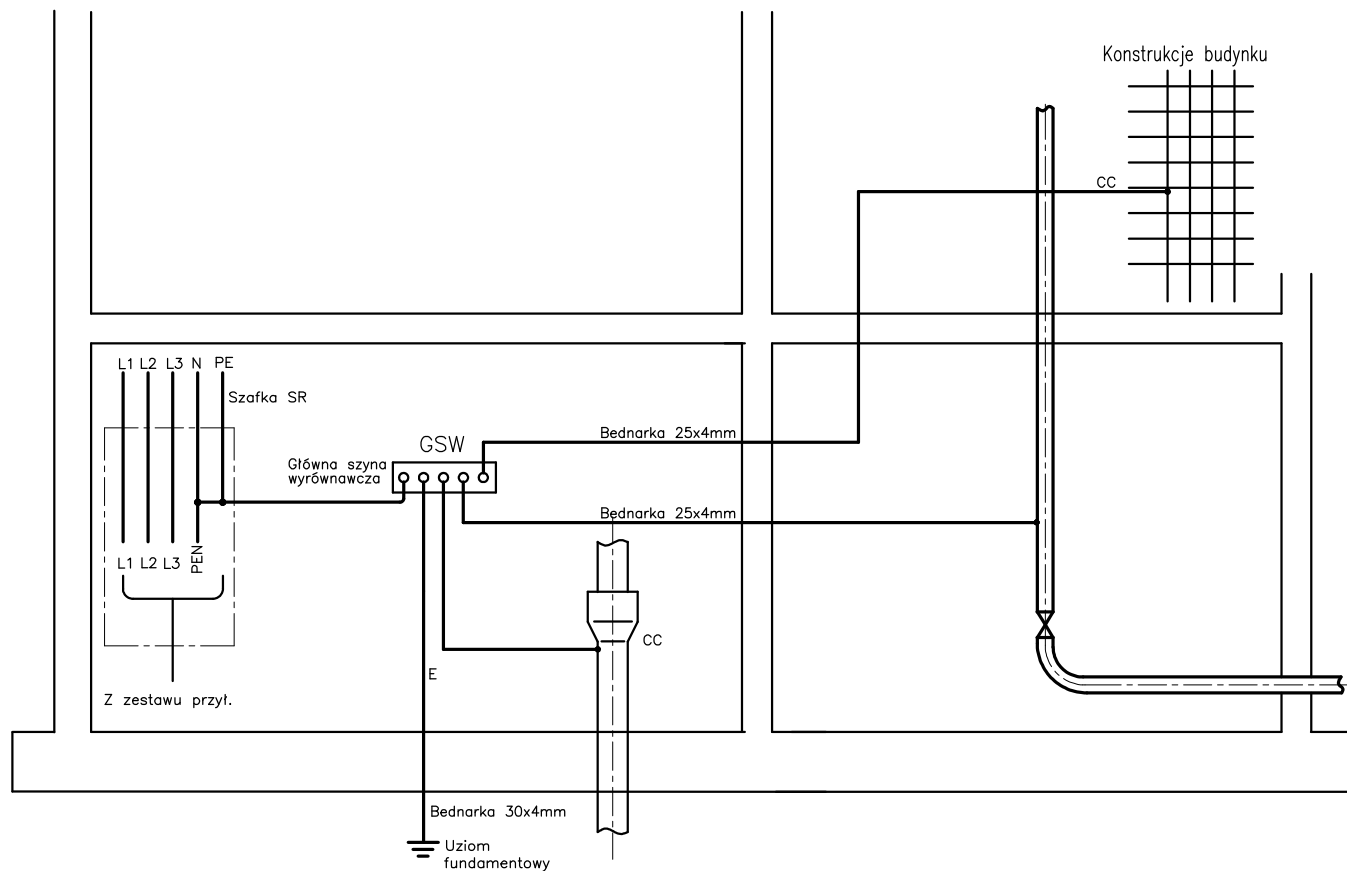 Konstrukcje budynku
CC
L1 L2 L3 N PE
Szafka SR
Bednarka 25x4mm
GSW
Główna szyna
wyrównawcza
Bednarka 25x4mm
L1 L2 L3 PEN
CC
E
Z zestawu przył.
Bednarka 30x4mm
Uziom
fundamentowy